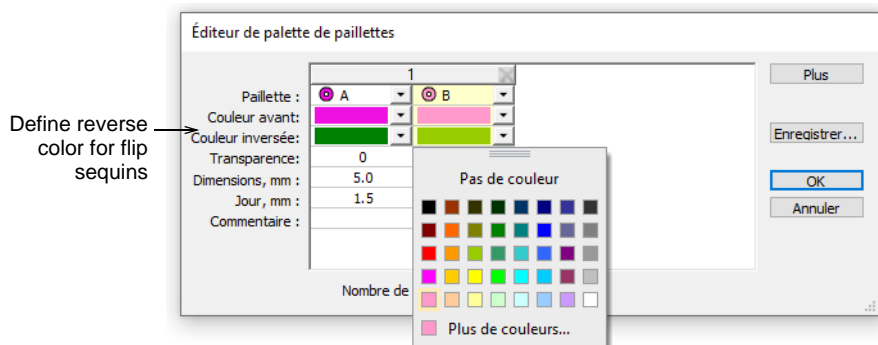 Éditeur de palette de paillettes
1
Plus
Paillette : A B
Define reverse color for flip sequins
Couleur avant:
Couleur inversée:
Enregistrer...
Transparence: 0
Pas de couleur
Dimensions, mm : 5.0
OK
Jour, mm : 1.5
Annuler
Commentaire :
Nombre de
Plus de couleurs...